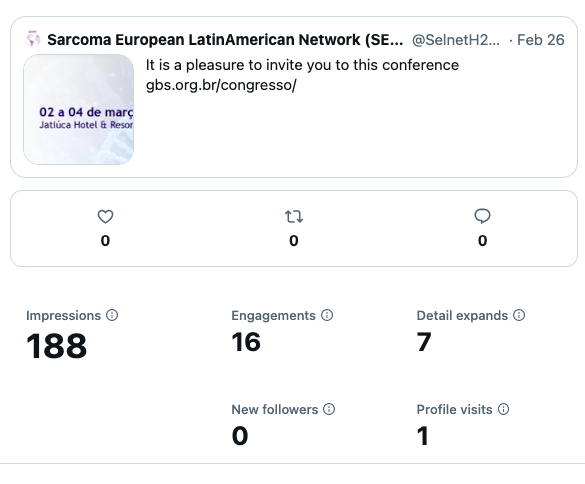 Sarcoma European LatinAmerican Network (SE... @SelnetH2... · Feb 26
It is a pleasure to invite you to this conference
gbs.org.br/congresso/
02 a 04 de març
Jatiúca Hotel & Resor
0 0 0
Impressions Engagements Detail expands
188 16 7
New followers Profile visits
0 1